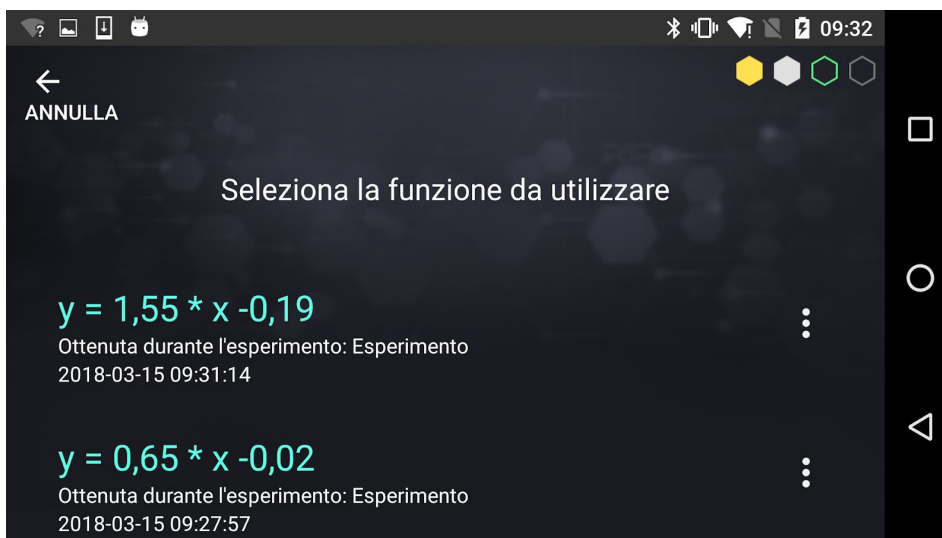 09:32
ANNULLA
Seleziona la funzione da utilizzare
y = 1,55 * x -0,19
Ottenuta durante l'esperimento: Esperimento
2018-03-15 09:31:14
y = 0,65 * x -0,02
Ottenuta durante l'esperimento: Esperimento
2018-03-15 09:27:57